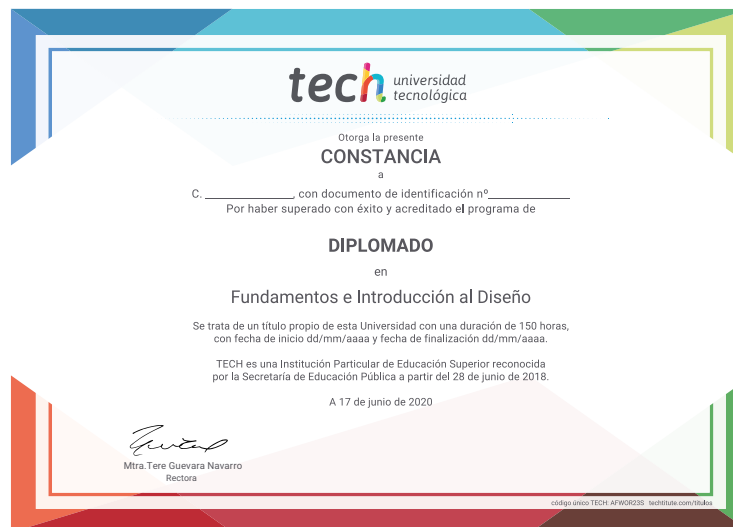 tech universidad
tecnológica
Otorga la presente
CONSTANCIA
a
C. ______________, con documento de identificación nº______________
Por haber superado con éxito y acreditado el programa de
DIPLOMADO
en
Fundamentos e Introducción al Diseño
Se trata de un título propio de esta Universidad con una duración de 150 horas,
con fecha de inicio dd/mm/aaaa y fecha de finalización dd/mm/aaaa.
TECH es una Institución Particular de Educación Superior reconocida
por la Secretaría de Educación Pública a partir del 28 de junio de 2018.
A 17 de junio de 2020
Mtra.Tere Guevara Navarro
Rectora
código único TECH: AFWOR23S techtitute.com/titulos